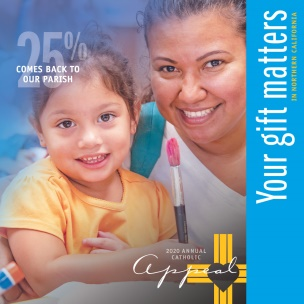 25%
COMES BACK TO
OUR PARISH
Your gift matters
IN NORTHERN CALIFORNIA
2020 ANNUAL
CATHOLIC
Appeal